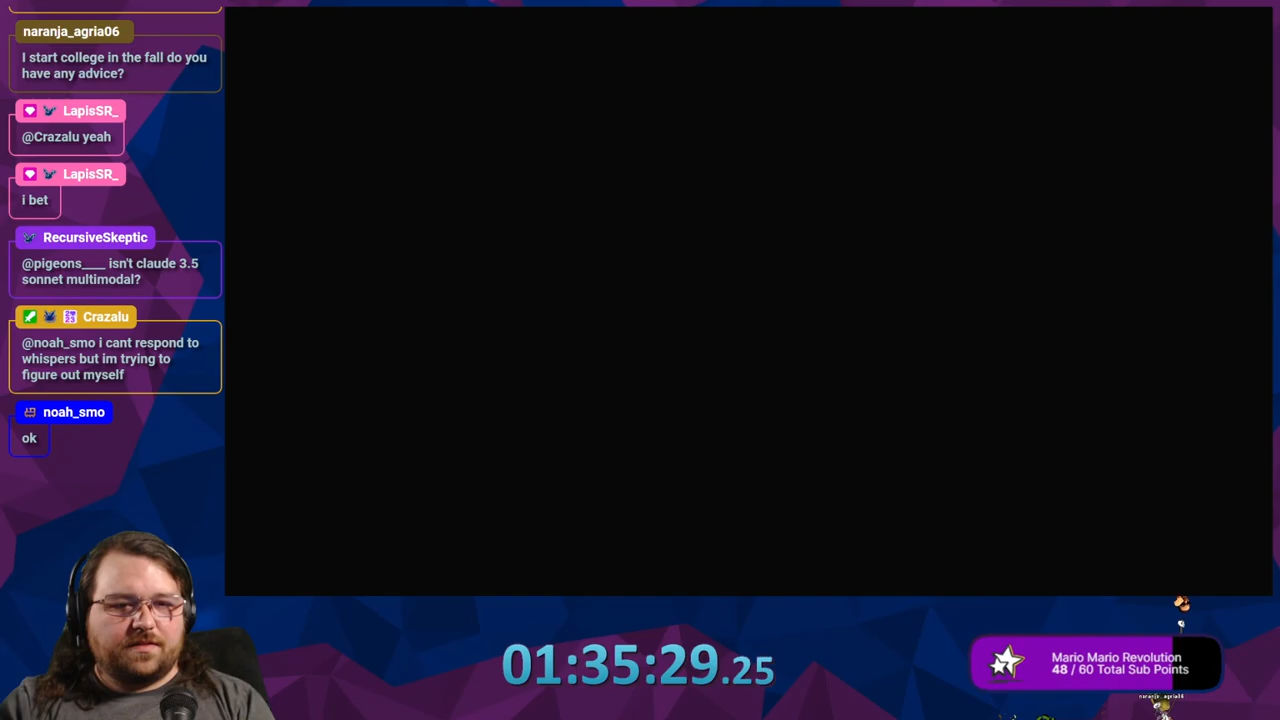 naranja_agria06
I start college in the fall do you
have any advice?
LapisSR_
@Crazalu yeah
LapisSR_
i bet
RecursiveSkeptic
@pigeons____ isn't claude 3.5
sonnet multimodal?
Crazalu
@noah_smo i cant respond to
whispers but im trying to
figure out myself
noah_smo
ok
01:35:29.25
Mario Mario Revolution
48 / 60 Total Sub Points
naranja_agria06